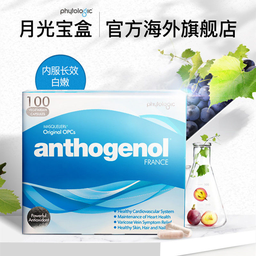 phytologic
月光宝盒 官方海外旗舰店
内服长效
白嫩
100
phytologic
MASQUELIER's
Original OPCs
anthogenol
FRANCE
Powerful
Antioxidant
Healthy Cardiovascular System
Maintenance of Heart Health
Varicose Vein Symptom Relief
Healthy Skin, Hair and Nails